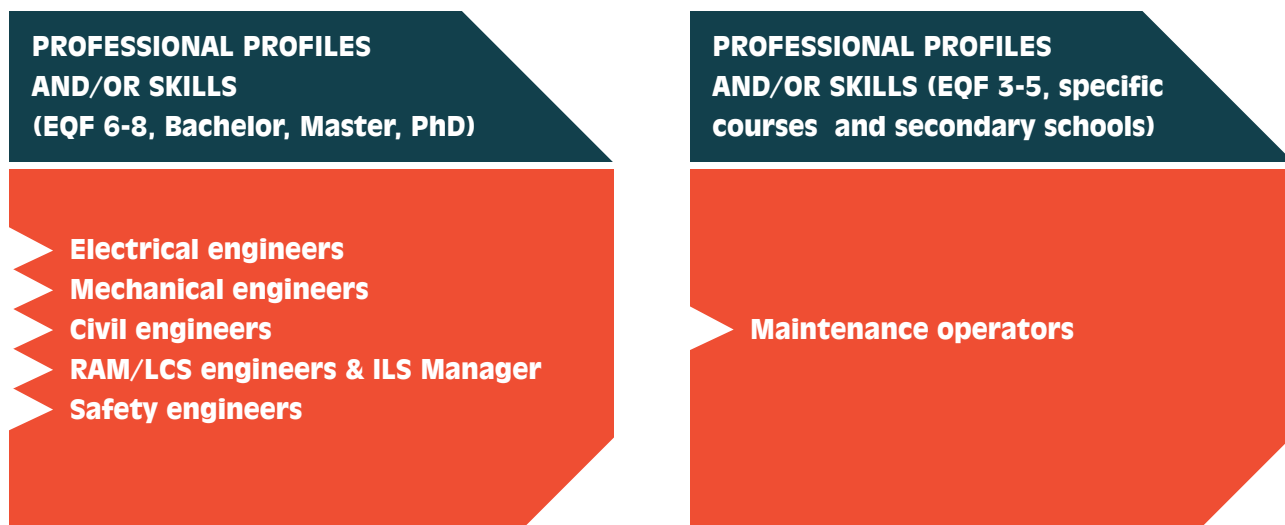 PROFESSIONAL PROFILES
AND/OR SKILLS
(EQF 6-8, Bachelor, Master, PhD)
Electrical engineers
Mechanical engineers
Civil engineers
RAM/LCS engineers & ILS Manager
Safety engineers
PROFESSIONAL PROFILES
AND/OR SKILLS (EQF 3-5, specific
courses and secondary schools)
Maintenance operators